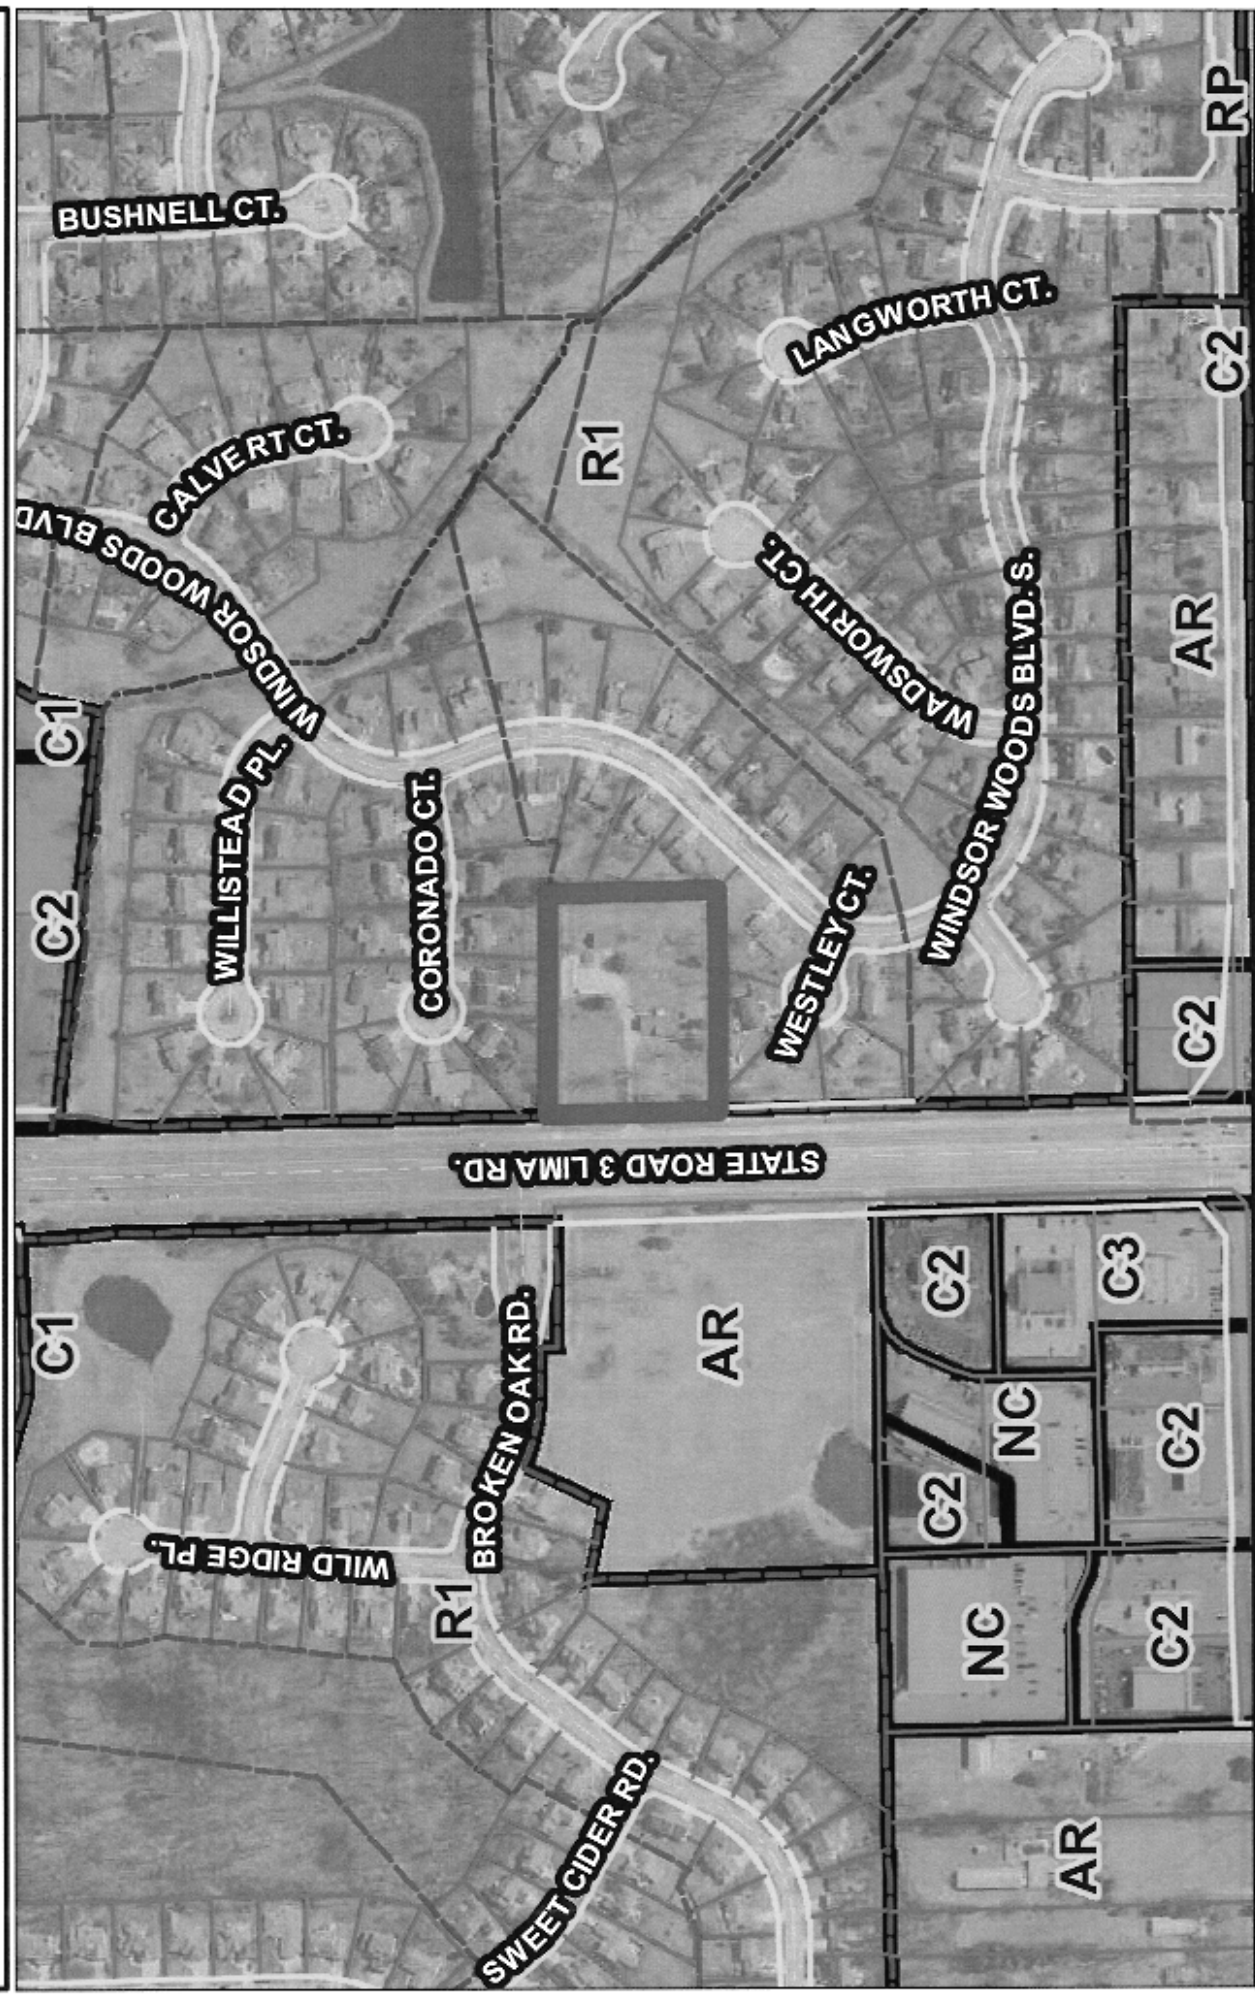 BUSHNELL CT.
RP
LANGWORTH CT.
C2
CALVERT CT.
R1
WINDSOR WOODS BLVD
WADSWORTH CT.
WINDSOR WOODS BLVD. S.
AR
C1
WILLISTEAD PL.
CORONADO CT.
C2
WESTLEY CT.
C2
STATE ROAD 3 LIMA RD.
C1
BROKEN OAK RD.
AR
C2
C3
NC
C2
C2
WILD RIDGE PL.
R1
NC
C2
SWEET CIDER RD.
AR